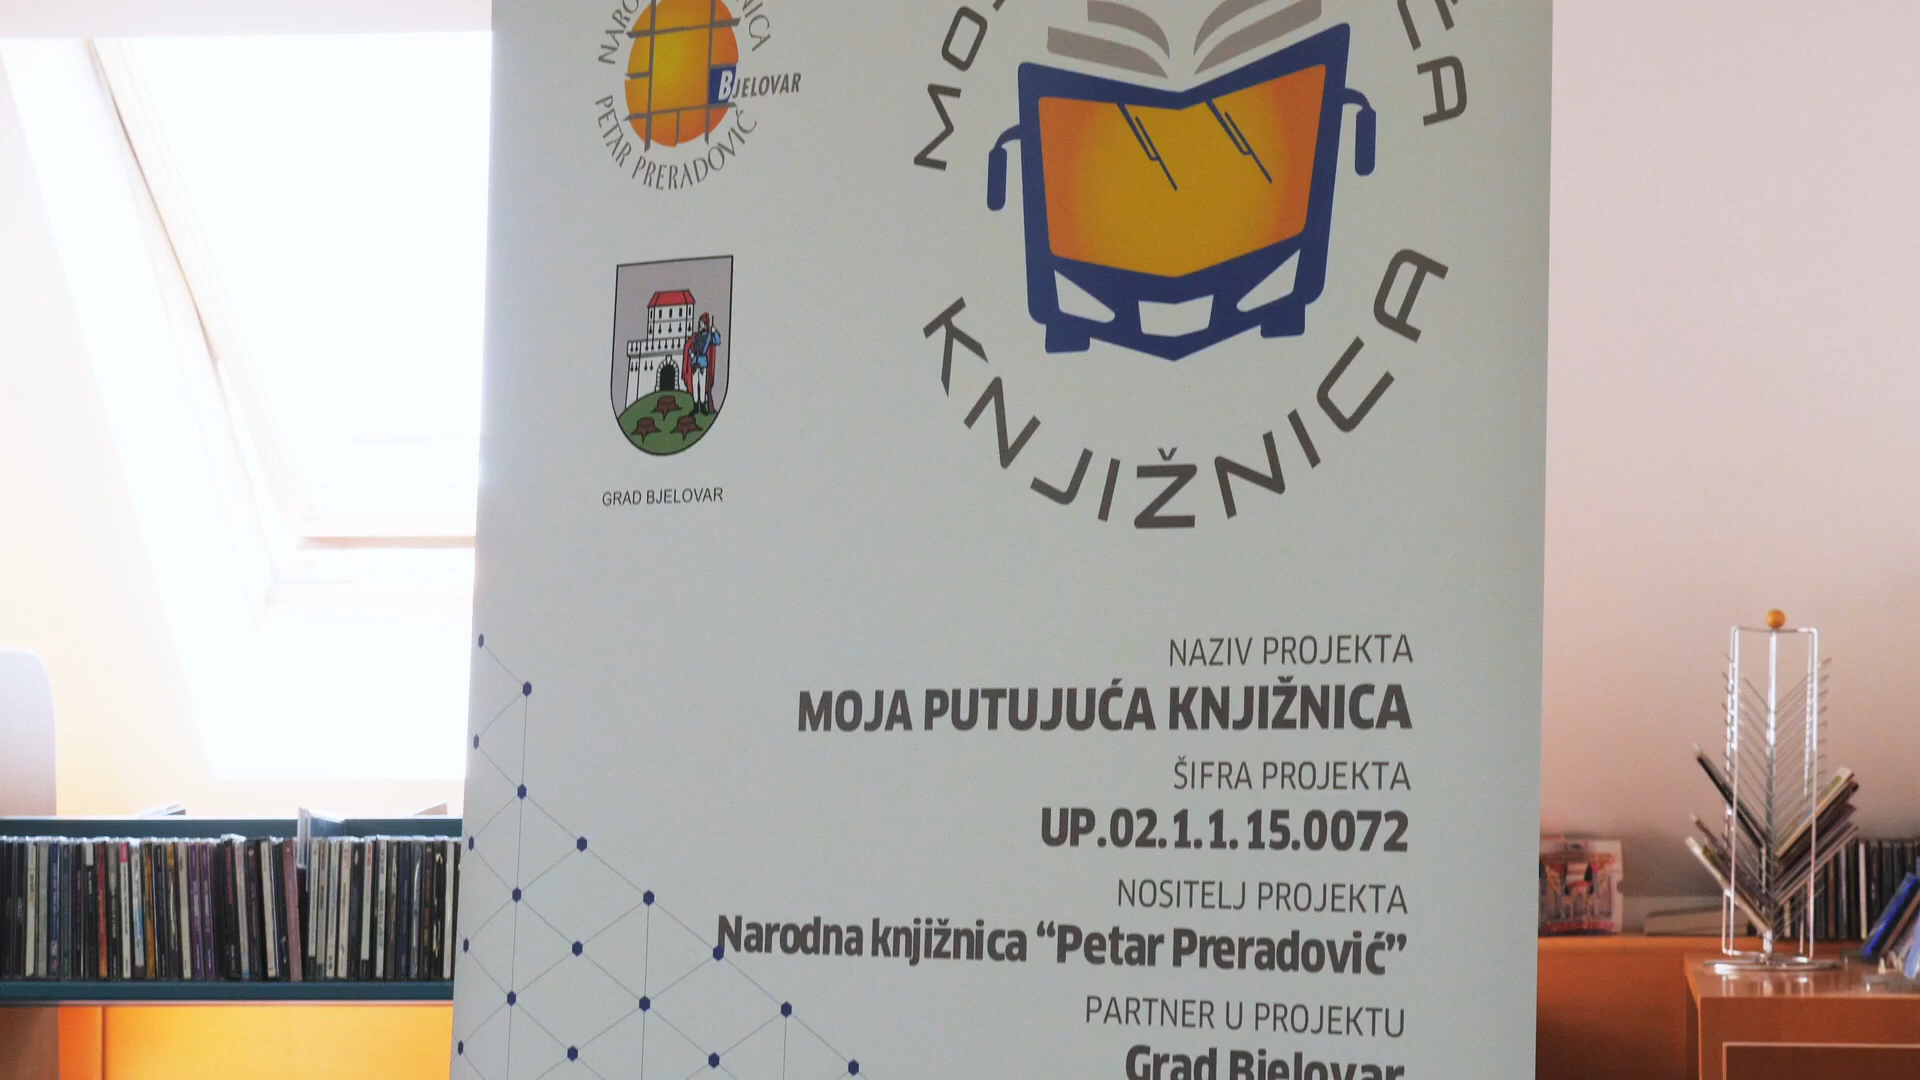 BJELOVAR
PETAR PRERADOVIĆ
GRAD BJELOVAR
KNJIŽNICA
NAZIV PROJEKTA
MOJA PUTUJUĆA KNJIŽNICA
ŠIFRA PROJEKTA
UP.02.1.1.15.0072
NOSITELJ PROJEKTA
Narodna knjižnica “Petar Preradović”
PARTNER U PROJEKTU
Grad Bjelovar